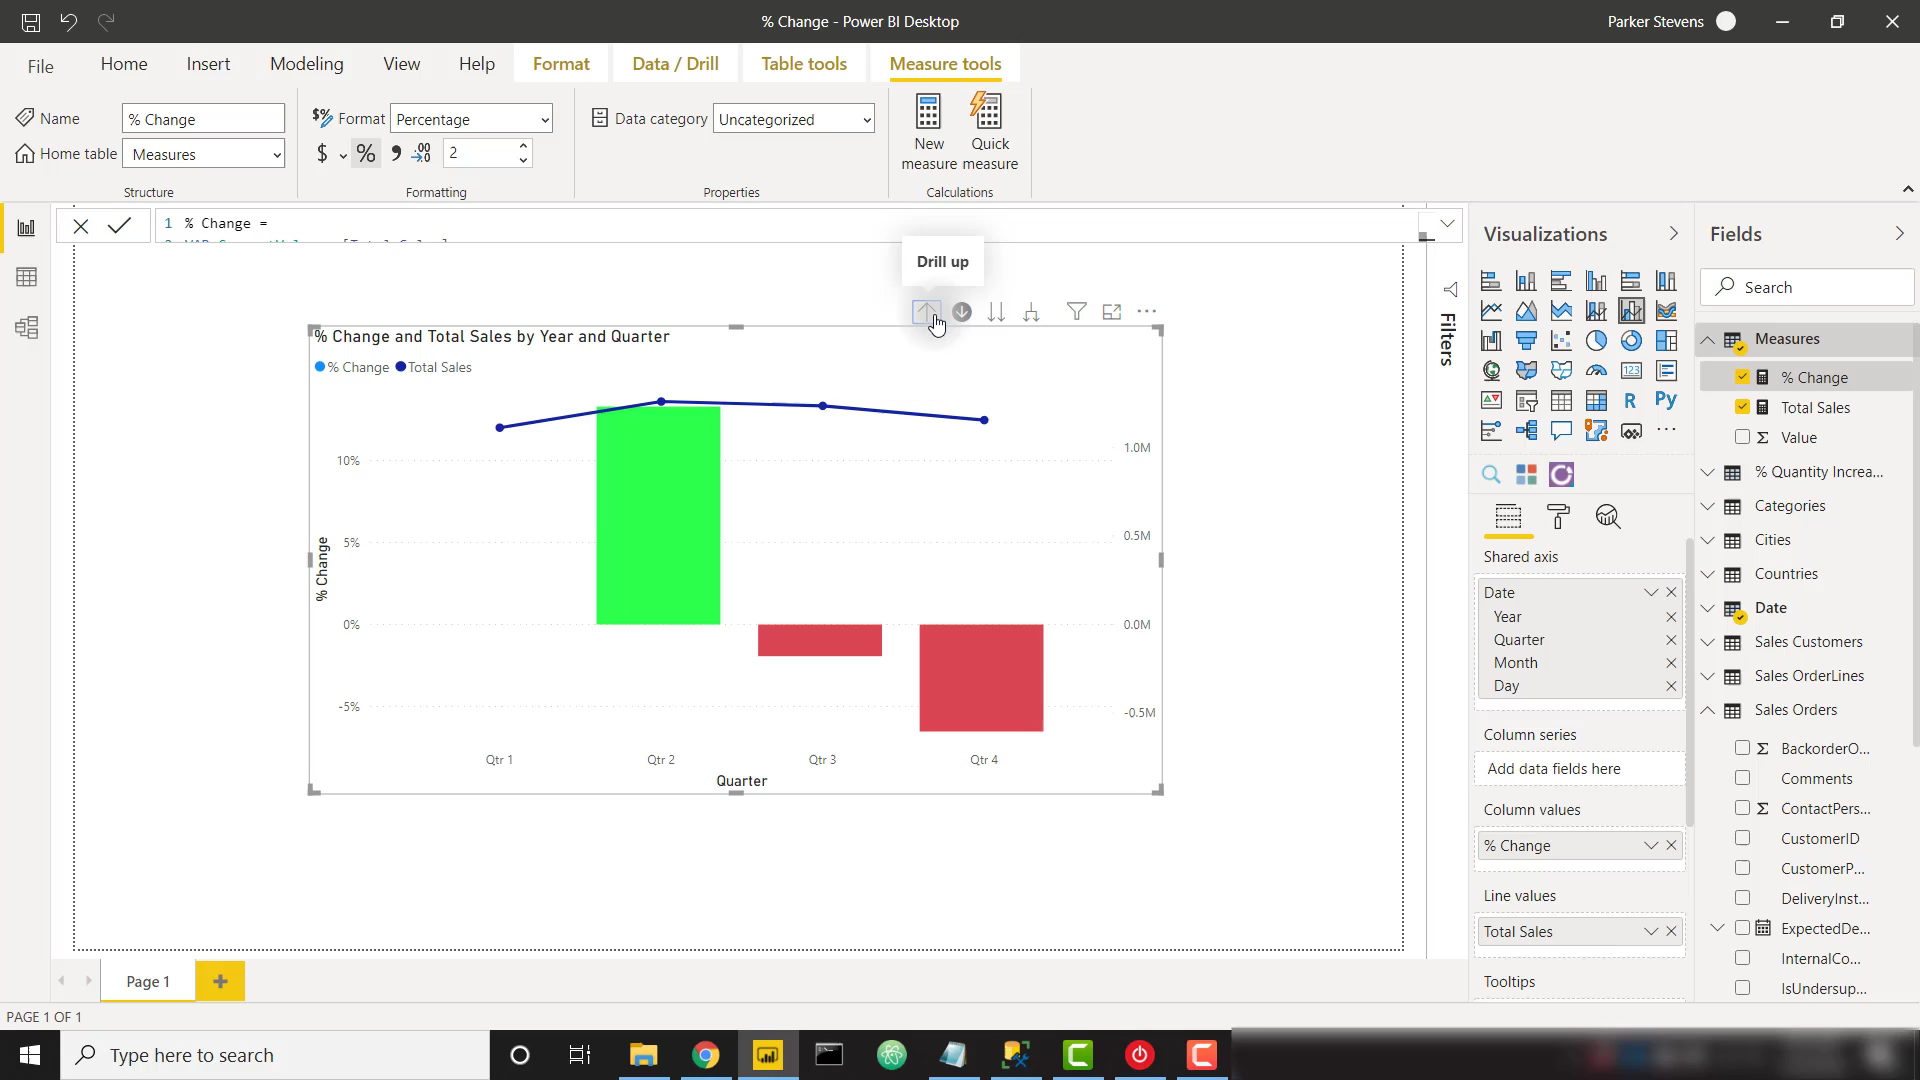 % Change - Power BI Desktop
Parker Stevens
File
Home
Insert
Modeling
View
Help
Format
Data / Drill
Table tools
Measure tools
Name
% Change
Home table
Measures
Structure
$% Format
Percentage
$ % , .00 →.0
2
Formatting
Data category
Uncategorized
Properties
New measure
Quick measure
Calculations
1 % Change =
Drill up
% Change and Total Sales by Year and Quarter
% Change
Total Sales
10%
5%
0%
-5%
% Change
1.0M
0.5M
0.0M
-0.5M
Qtr 1
Qtr 2
Qtr 3
Qtr 4
Quarter
Filters
Visualizations
123
R
Py
Shared axis
Date
Year
Quarter
Month
Day
Column series
Add data fields here
Column values
% Change
Line values
Total Sales
Tooltips
Fields
Search
Measures
% Change
Total Sales
Σ Value
% Quantity Increa...
Categories
Cities
Countries
Date
Sales Customers
Sales OrderLines
Sales Orders
Σ BackorderO...
Comments
Σ ContactPers...
CustomerID
CustomerP...
DeliveryInst...
ExpectedDe...
InternalCo...
IsUndersup...
Page 1
+
PAGE 1 OF 1
Type here to search